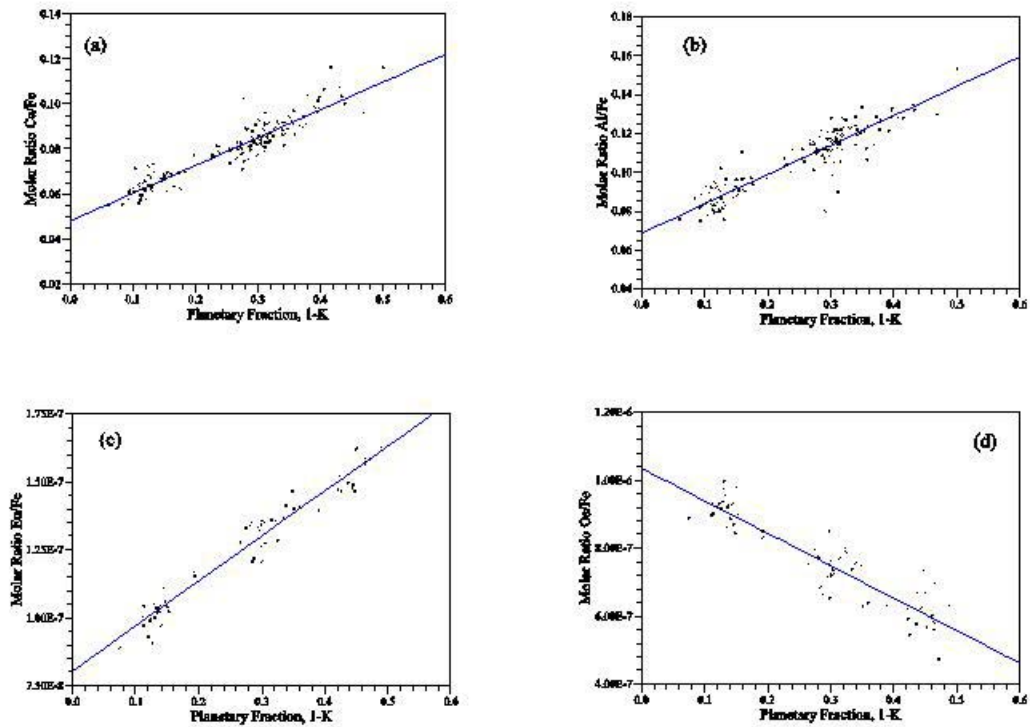 (a)
0.14
0.12
0.10
0.08
0.06
0.04
0.02
Molar Ratio Ca/Fe
0.0 0.1 0.2 0.3 0.4 0.5 0.6
Planetary Fraction, 1-K
(b)
0.18
0.16
0.14
0.12
0.10
0.08
0.06
0.04
Molar Ratio Al/Fe
0.0 0.1 0.2 0.3 0.4 0.5 0.6
Planetary Fraction, 1-K
(c)
1.75E-7
1.50E-7
1.25E-7
1.00E-7
7.50E-8
Molar Ratio Eu/Fe
0.0 0.1 0.2 0.3 0.4 0.5 0.6
Planetary Fraction, 1-K
(d)
1.20E-6
1.00E-6
8.00E-7
6.00E-7
4.00E-7
Molar Ratio
0.0 0.1 0.2 0.3 0.4 0.5 0.6
Planetary Fraction, 1-K